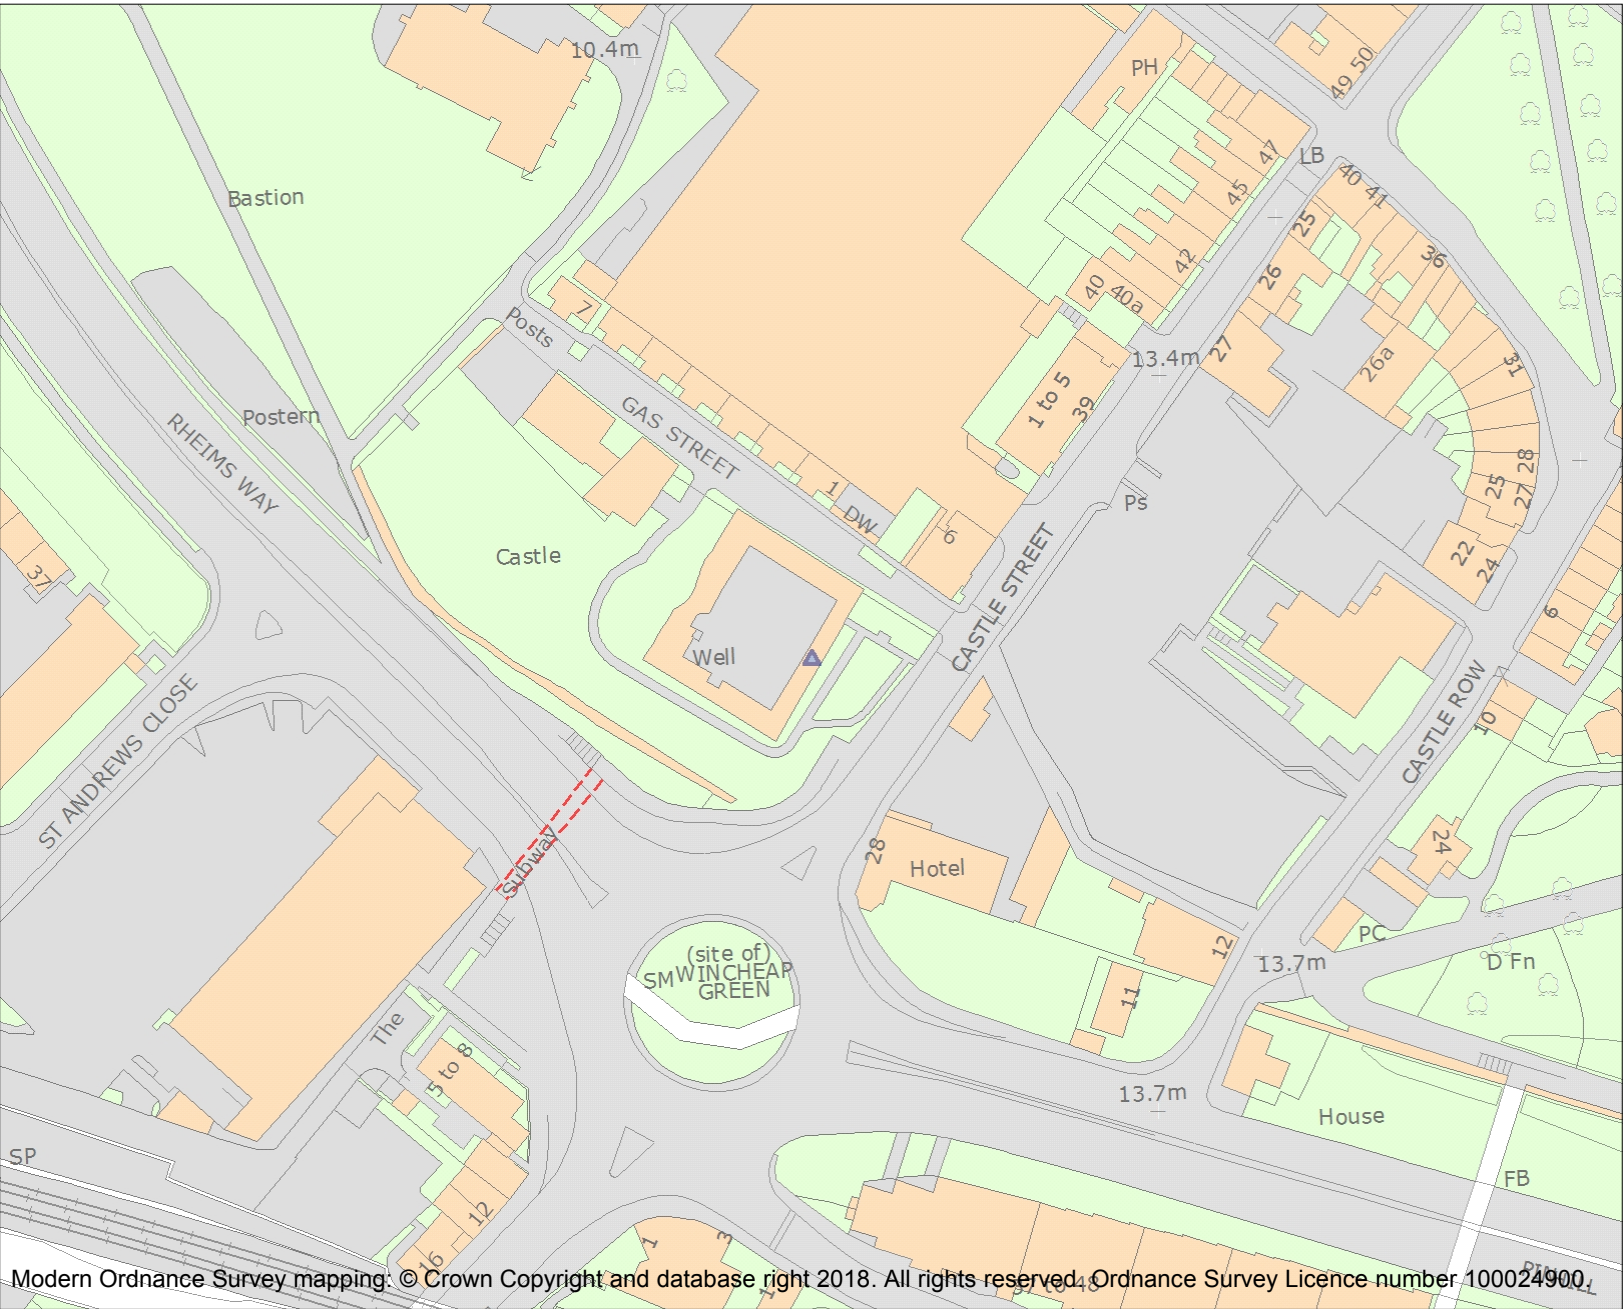 10.4m
PH
49 50
Bastion
47
LB
40 41
45
25
36
42
26
40
40a
7
Posts
13.4m
27
31
26a
1 to 5
39
Postern
RHEIMS WAY
GAS STREET
28
25
27
1
DW
6
Ps
Castle
37
22
24
CASTLE STREET
6
Well
CASTLE ROW
10
ST ANDREWS CLOSE
Subway
28
Hotel
24
12
PC
13.7m
D Fn
(site of)
SM
WINCHEAP
GREEN
11
The
5 to 8
13.7m
House
SP
FB
12
1
3
16
37 to 48
Modern Ordnance Survey mapping: © Crown Copyright and database right 2018. All rights reserved. Ordnance Survey Licence number 100024900.